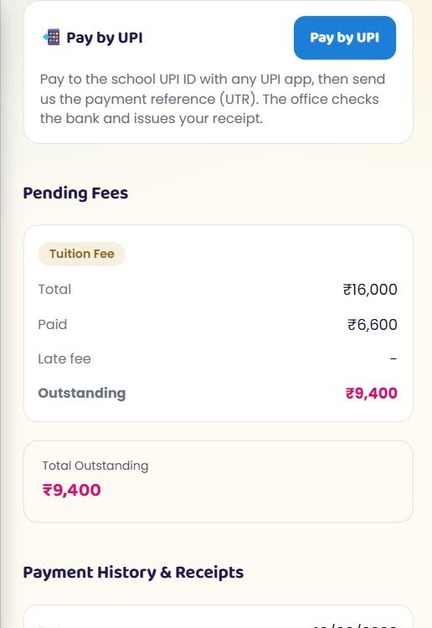 Pay by UPI
Pay by UPI
Pay to the school UPI ID with any UPI app, then send
us the payment reference (UTR). The office checks
the bank and issues your receipt.
Pending Fees
Tuition Fee
Total ₹16,000
Paid ₹6,600
Late fee –
Outstanding ₹9,400
Total Outstanding
₹9,400
Payment History & Receipts